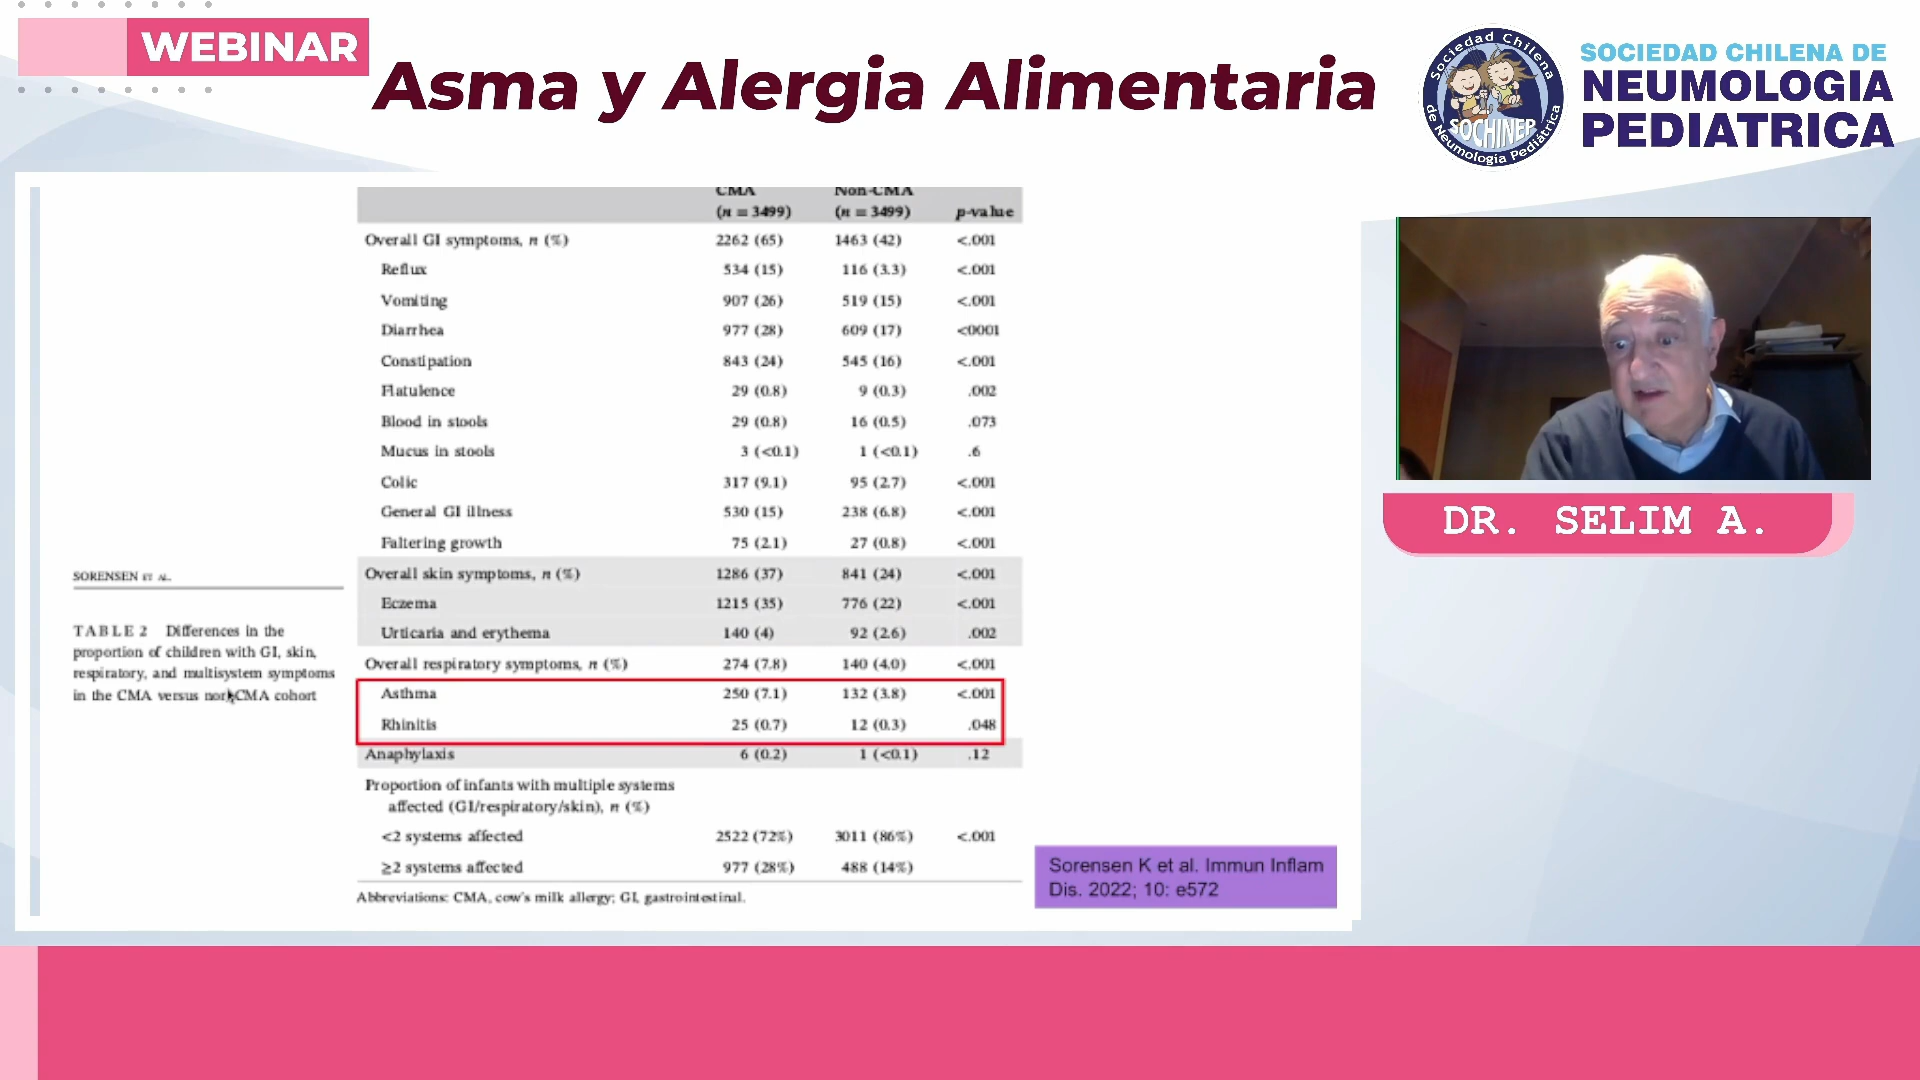 WEBINAR
Asma y Alergia Alimentaria
Sociedad Chilena
de Neumología Pediátrica
SOCHINEP
SOCIEDAD CHILENA DE
NEUMOLOGIA
PEDIATRICA
SORENSEN ET AL.
TABLE 2 Differences in the
proportion of children with GI, skin,
respiratory, and multisystem symptoms
in the CMA versus non-CMA cohort
CMA Non-CMA
(n = 3499) (n = 3499) p-value
Overall GI symptoms, n (%) 2262 (65) 1463 (42) <.001
Reflux 534 (15) 116 (3.3) <.001
Vomiting 907 (26) 519 (15) <.001
Diarrhea 977 (28) 609 (17) <0001
Constipation 843 (24) 545 (16) <.001
Flatulence 29 (0.8) 9 (0.3) .002
Blood in stools 29 (0.8) 16 (0.5) .073
Mucus in stools 3 (<0.1) 1 (<0.1) .6
Colic 317 (9.1) 95 (2.7) <.001
General GI illness 530 (15) 238 (6.8) <.001
Faltering growth 75 (2.1) 27 (0.8) <.001
Overall skin symptoms, n (%) 1286 (37) 841 (24) <.001
Eczema 1215 (35) 776 (22) <.001
Urticaria and erythema 140 (4) 92 (2.6) .002
Overall respiratory symptoms, n (%) 274 (7.8) 140 (4.0) <.001
Asthma 250 (7.1) 132 (3.8) <.001
Rhinitis 25 (0.7) 12 (0.3) .048
Anaphylaxis 6 (0.2) 1 (<0.1) .12
Proportion of infants with multiple systems
affected (GI/respiratory/skin), n (%)
<2 systems affected 2522 (72%) 3011 (86%) <.001
≥2 systems affected 977 (28%) 488 (14%)
Abbreviations: CMA, cow's milk allergy; GI, gastrointestinal.
Sorensen K et al. Immun Inflam
Dis. 2022; 10: e572
DR. SELIM A.